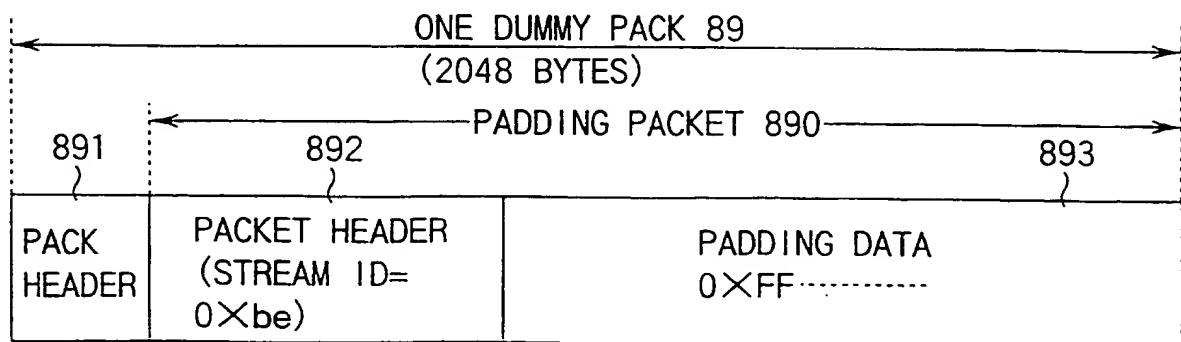 ONE DUMMY PACK 89
(2048 BYTES)
PADDING PACKET 890
891
892
893
PACK
HEADER
PACKET HEADER
(STREAM ID=
0×be)
PADDING DATA
0×FF------------